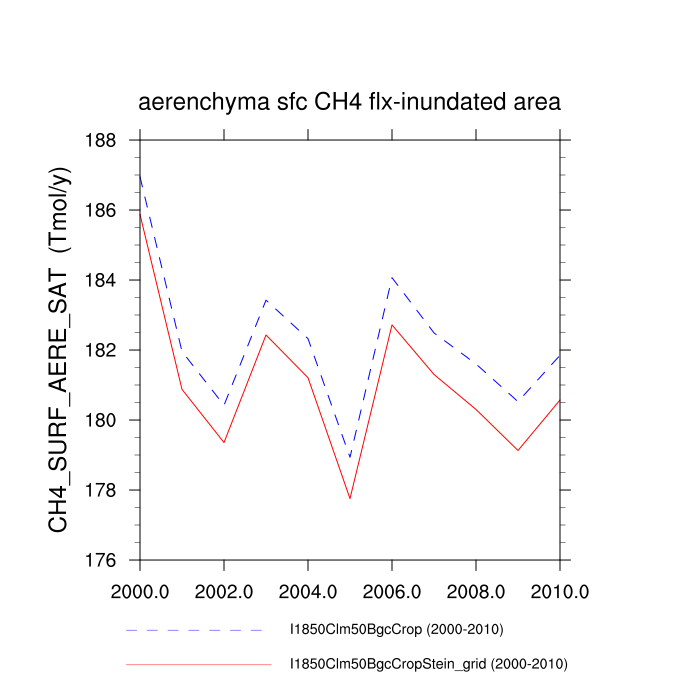 aerenchyma sfc CH4 flx-inundated area
CH4_SURF_AERE_SAT (Tmol/y)
188
186
184
182
180
178
176
2000.0 2002.0 2004.0 2006.0 2008.0 2010.0
I1850Clm50BgcCrop (2000-2010)
I1850Clm50BgcCropStein_grid (2000-2010)